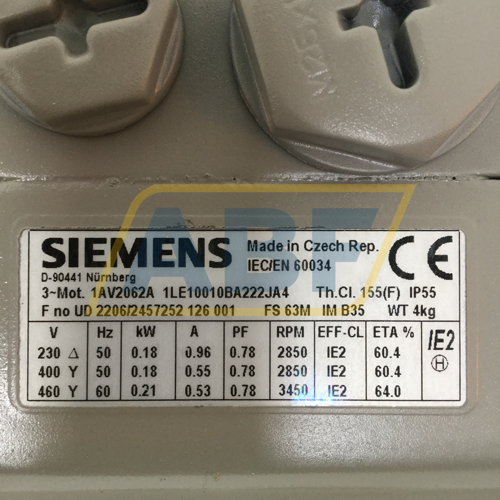 M25X1.5
SIEMENS
Made in Czech Rep.
IEC/EN 60034
CE
D-90441 Nürnberg
3~Mot. 1AV2062A 1LE10010BA222JA4 Th.Cl. 155(F) IP55
F no UD 2206/2457252 126 001 FS 63M IM B35 WT 4kg
V Hz kW A PF RPM EFF-CL ETA %
230 Δ 50 0.18 0.96 0.78 2850 IE2 60.4
400 Y 50 0.18 0.55 0.78 2850 IE2 60.4
460 Y 60 0.21 0.53 0.78 3450 IE2 64.0
IE2
H
ABF